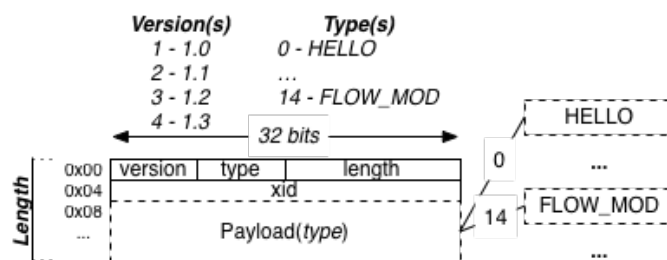 Version(s) Type(s)
1 - 1.0 0 - HELLO
2 - 1.1 ...
3 - 1.2 14 - FLOW_MOD
4 - 1.3
32 bits
HELLO
0x00 version type length 0 ...
0x04 xid
0x08 14 FLOW_MOD
... Payload(type)
...
Length